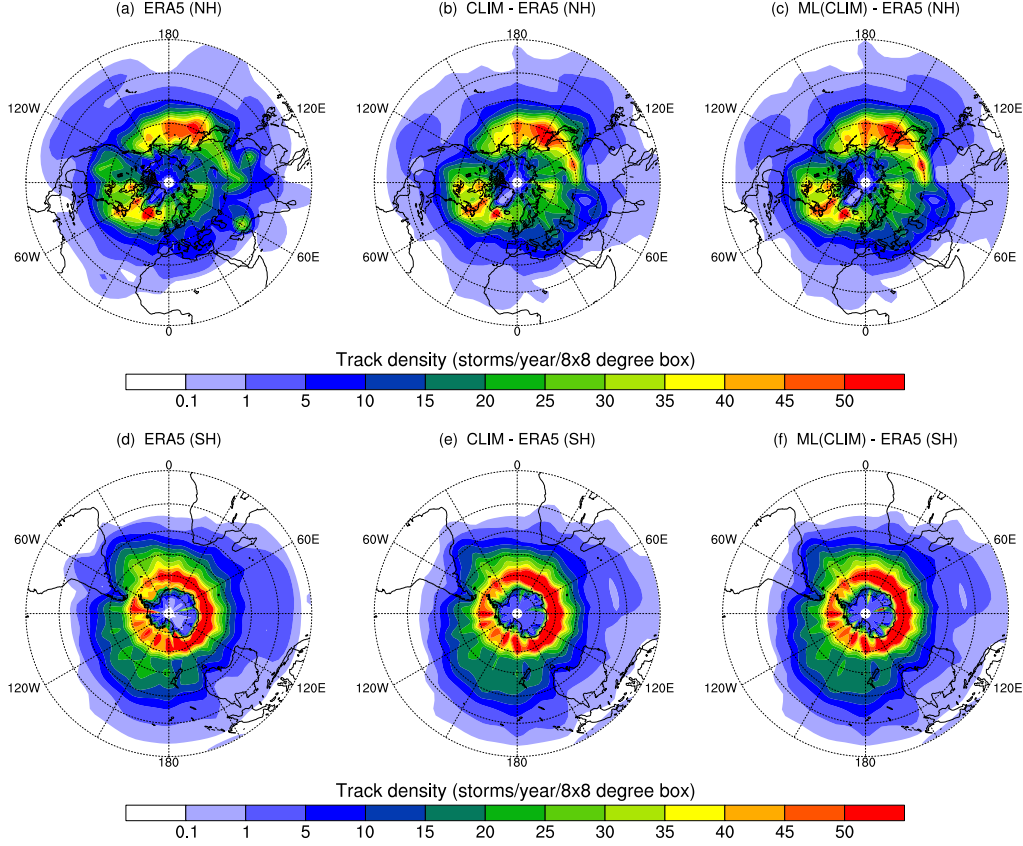 (a) ERA5 (NH)
(b) CLIM - ERA5 (NH)
(c) ML(CLIM) - ERA5 (NH)
180 180 180
120W 120E 120W 120E 120W 120E
60W 60E 60W 60E 60W 60E
0 0 0
Track density (storms/year/8x8 degree box)
0.1 1 5 10 15 20 25 30 35 40 45 50
(d) ERA5 (SH)
(e) CLIM - ERA5 (SH)
(f) ML(CLIM) - ERA5 (SH)
0 0 0
60W 60E 60W 60E 60W 60E
120W 120E 120W 120E 120W 120E
180 180 180
Track density (storms/year/8x8 degree box)
0.1 1 5 10 15 20 25 30 35 40 45 50